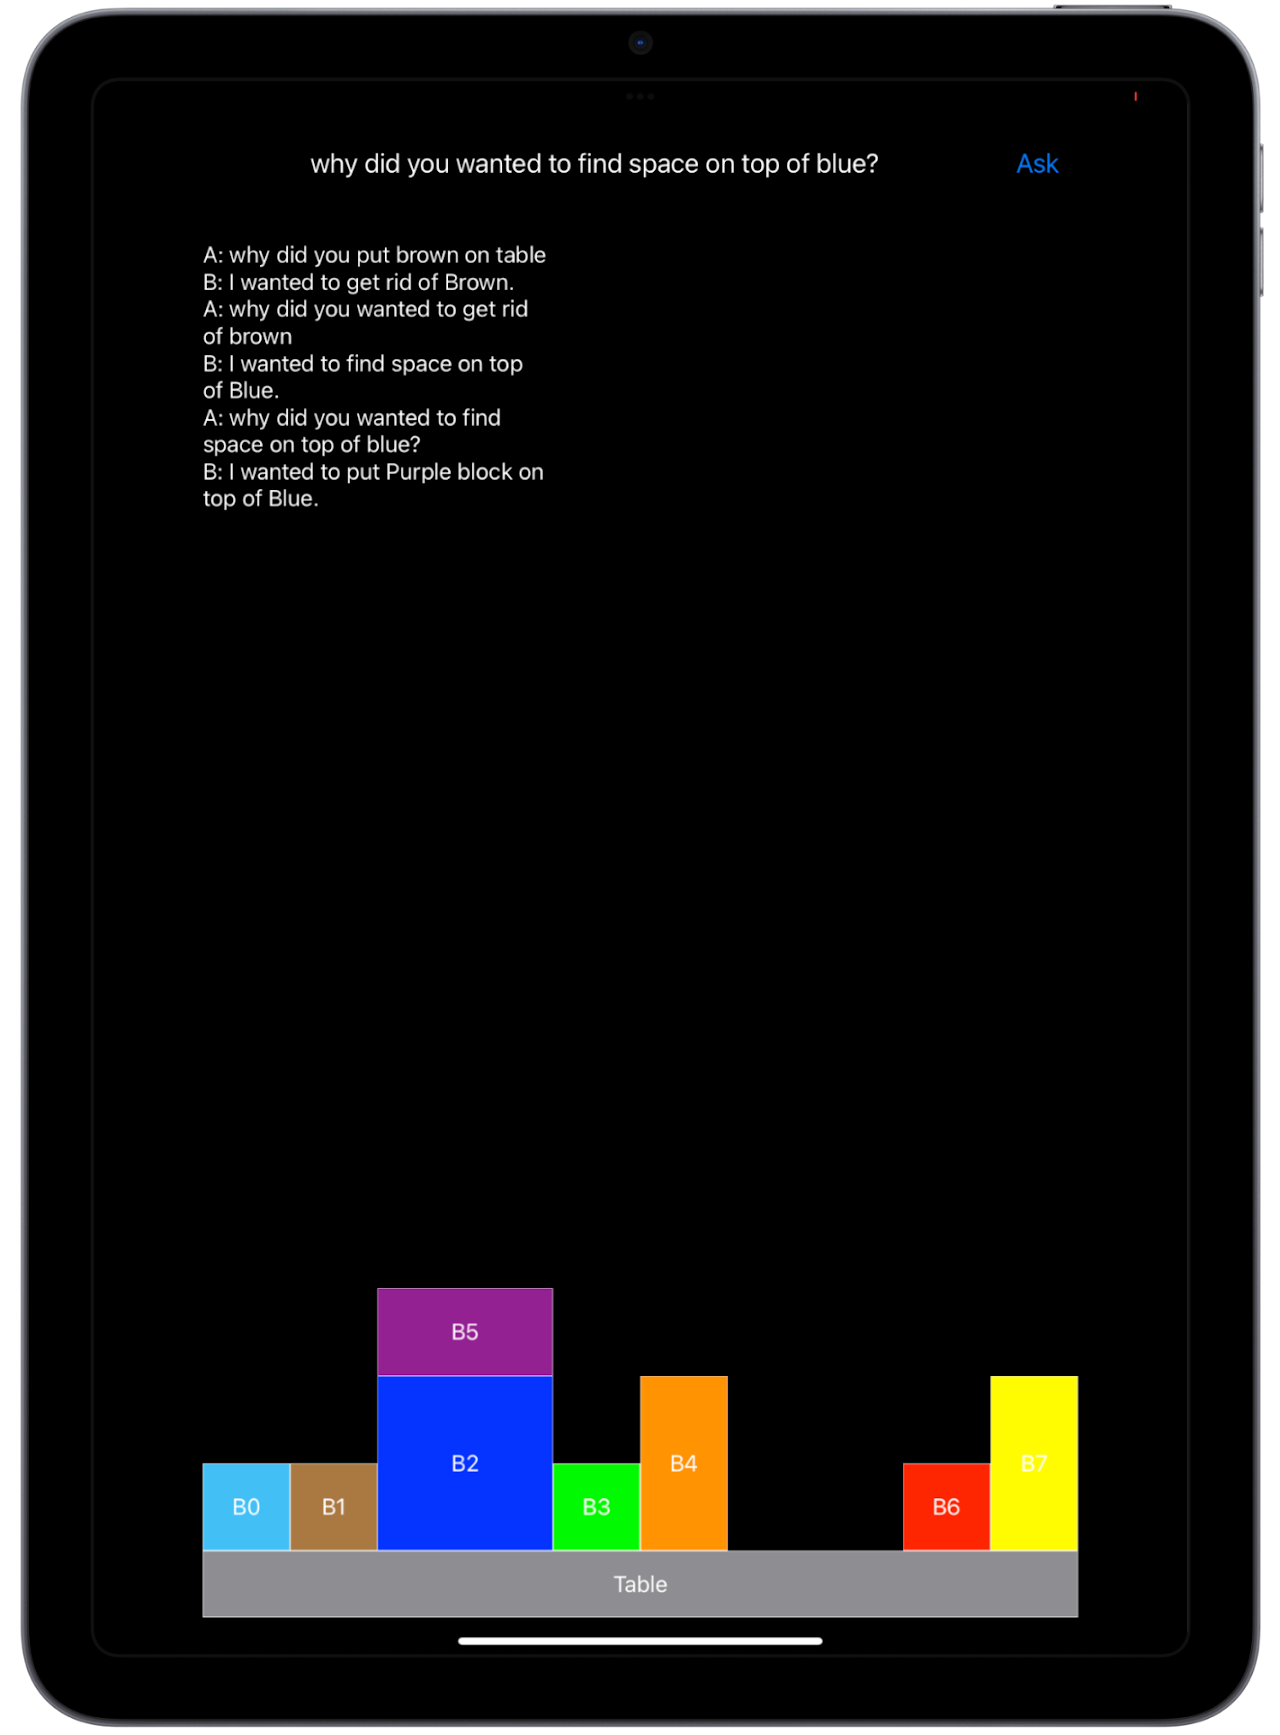 why did you wanted to find space on top of blue?
Ask
A: why did you put brown on table
B: I wanted to get rid of Brown.
A: why did you wanted to get rid
of brown
B: I wanted to find space on top
of Blue.
A: why did you wanted to find
space on top of blue?
B: I wanted to put Purple block on
top of Blue.
B5
B2
B4
B7
B0
B1
B3
B6
Table